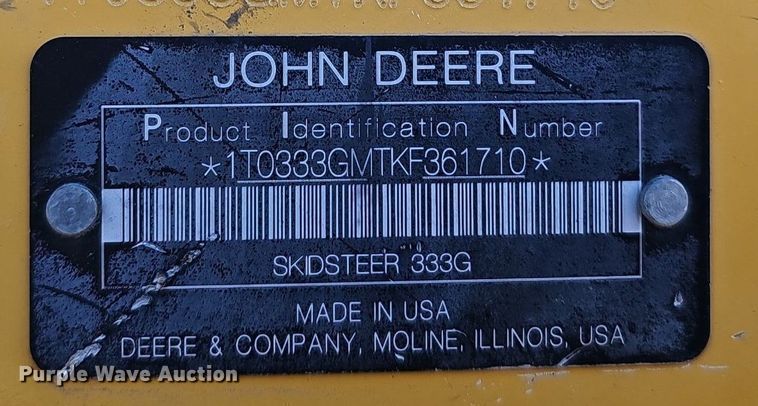 JOHN DEERE
Product Identification Number
*1T0333GMTKF361710*
SKIDSTEER 333G
MADE IN USA
DEERE & COMPANY, MOLINE, ILLINOIS, USA
Purple Wave Auction